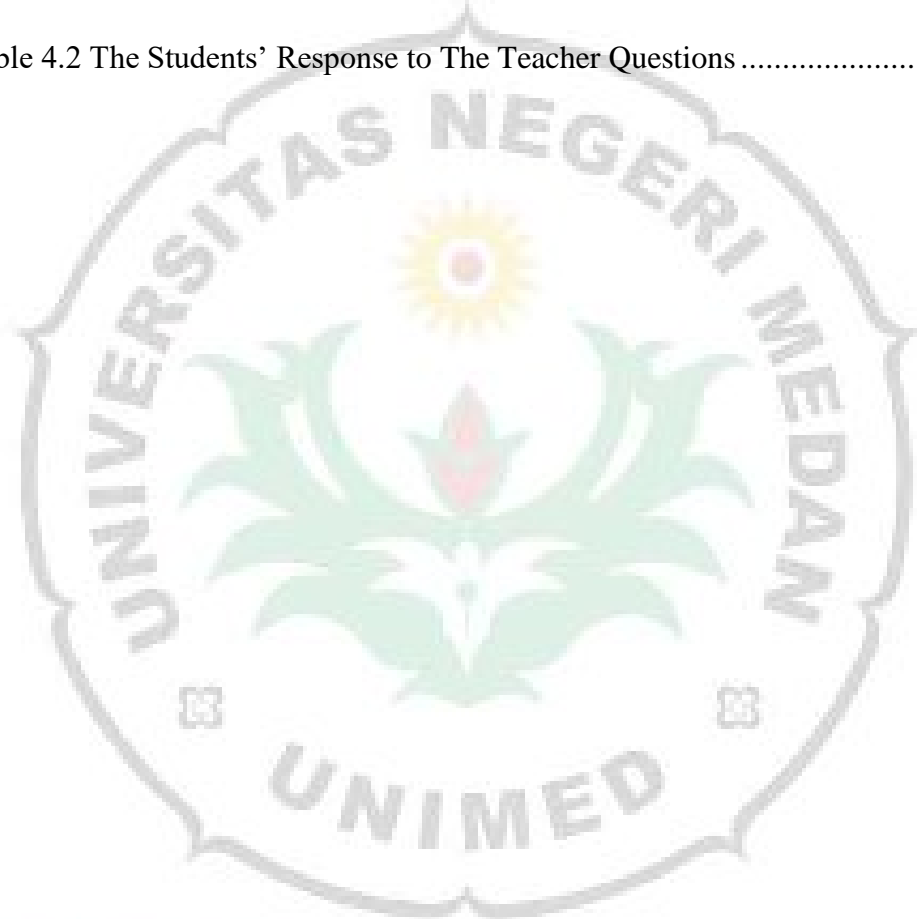 ble 4.2 The Students’ Response to The Teacher Questions .....................
UNIVERSITAS NEGERI MEDAN
UNIMED